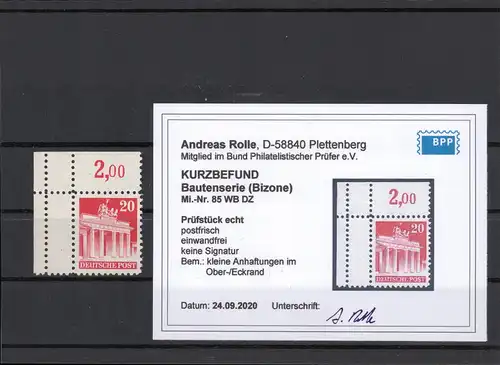 2,00
20
DEUTSCHE POST
Andreas Rolle, D-58840 Plettenberg
Mitglied im Bund Philatelistischer Prüfer e.V.
BPP
KURZBEFUND
Bautenserie (Bizone)
Mi.-Nr. 85 WB DZ
Prüfstück echt
postfrisch
einwandfrei
keine Signatur
Bem.: kleine Anhaftungen im
Ober-/Eckrand
2,00
20
DEUTSCHE POST
Datum: 24.09.2020 Unterschrift: